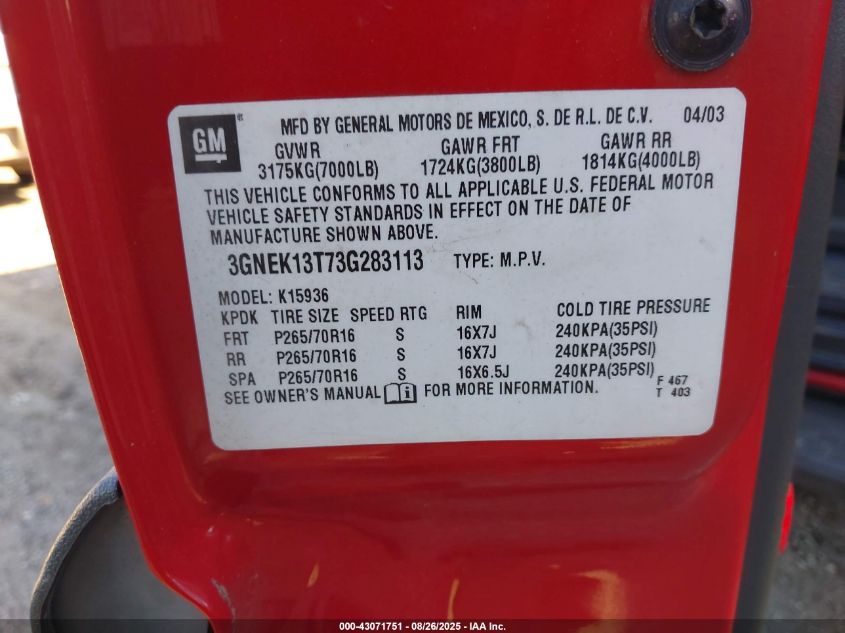 GM® MFD BY GENERAL MOTORS DE MEXICO, S. DE R.L. DE C.V. 04/03
GVWR GAWR FRT GAWR RR
3175KG(7000LB) 1724KG(3800LB) 1814KG(4000LB)
THIS VEHICLE CONFORMS TO ALL APPLICABLE U.S. FEDERAL MOTOR
VEHICLE SAFETY STANDARDS IN EFFECT ON THE DATE OF
MANUFACTURE SHOWN ABOVE.
3GNEK13T73G283113 TYPE: M.P.V.
MODEL: K15936
KPDK TIRE SIZE SPEED RTG RIM COLD TIRE PRESSURE
FRT P265/70R16 S 16X7J 240KPA(35PSI)
RR P265/70R16 S 16X7J 240KPA(35PSI)
SPA P265/70R16 S 16X6.5J 240KPA(35PSI)
SEE OWNER'S MANUAL i FOR MORE INFORMATION. F 467
T 403
000-43071751 | 08/26/2025 - IAA Inc.